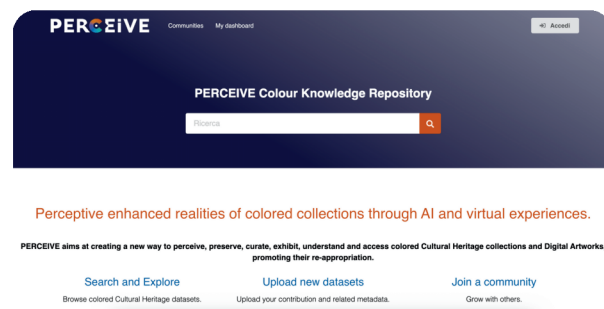 PERCEiVE
Communities My dashboard
Accedi
PERCEIVE Colour Knowledge Repository
Ricerca
Perceptive enhanced realities of colored collections through AI and virtual experiences.
PERCEIVE aims at creating a new way to perceive, preserve, curate, exhibit, understand and access colored Cultural Heritage collections and Digital Artworks
promoting their re-appropriation.
Search and Explore Upload new datasets Join a community
Browse colored Cultural Heritage datasets. Upload your contribution and related metadata. Grow with others.